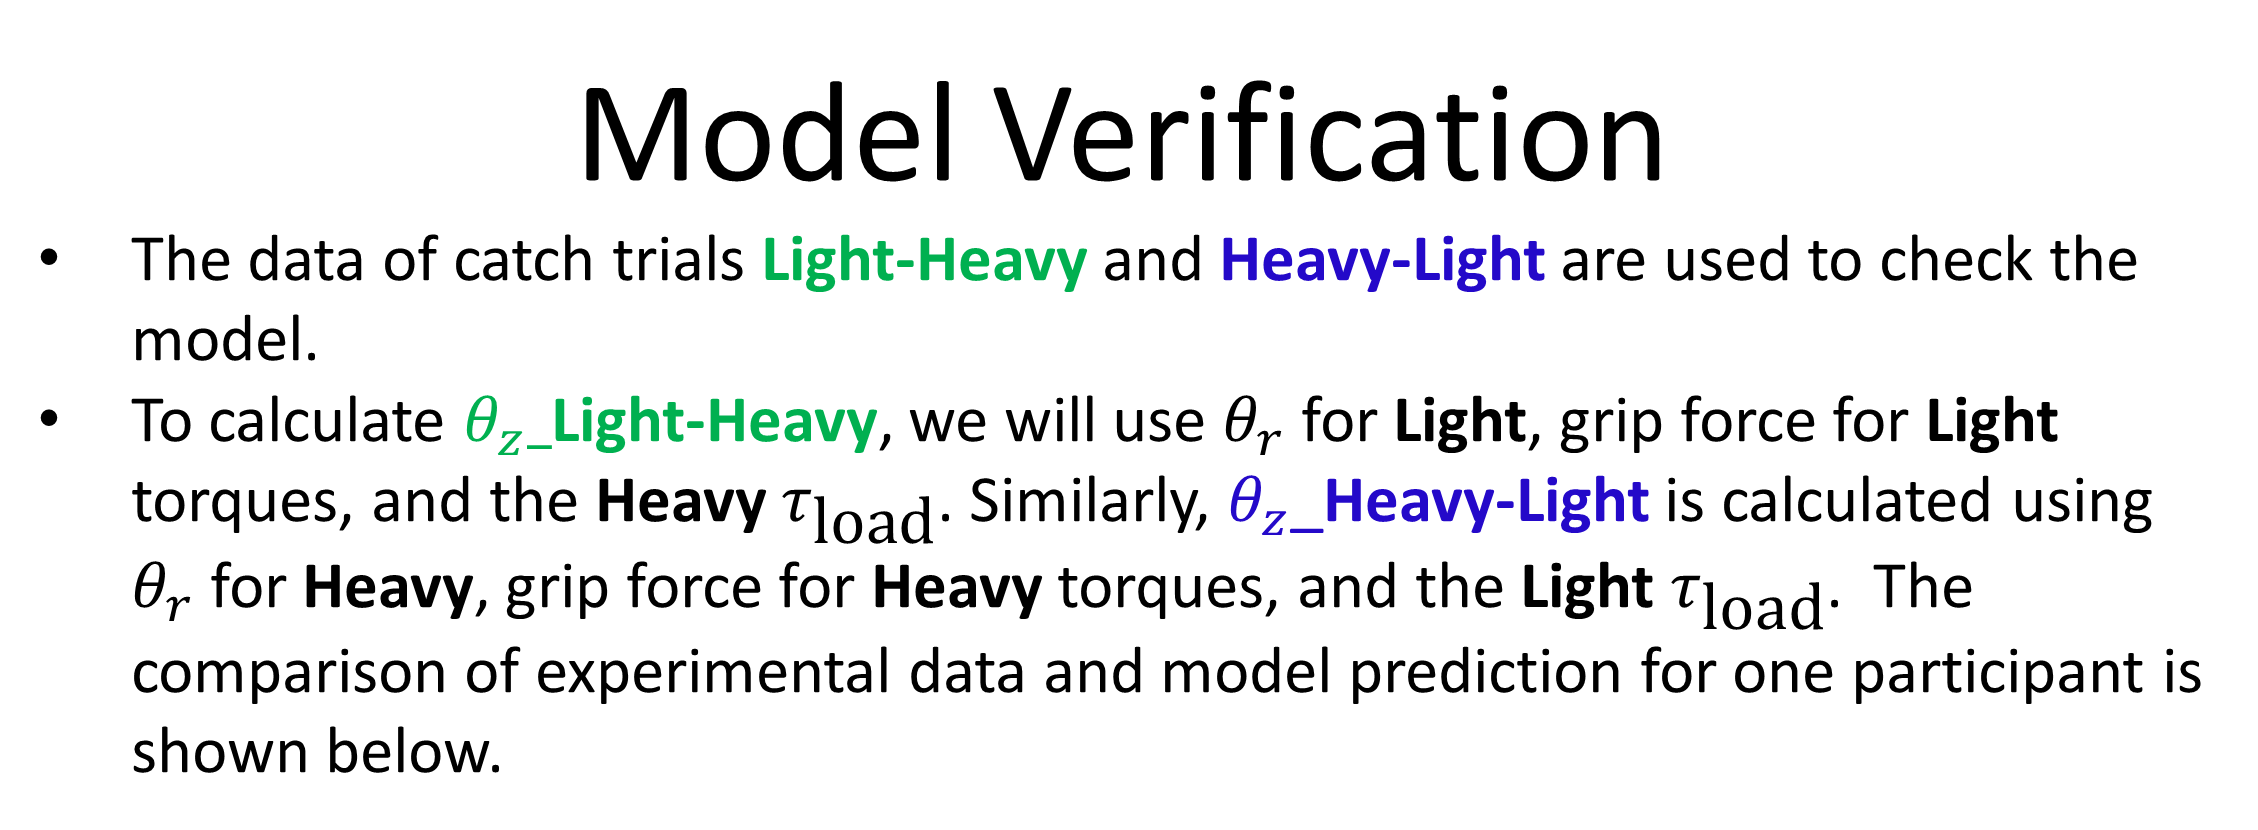 Model Verification
• The data of catch trials Light-Heavy and Heavy-Light are used to check the
model.
• To calculate θz_Light-Heavy, we will use θr for Light, grip force for Light
torques, and the Heavy τload. Similarly, θz_Heavy-Light is calculated using
θr for Heavy, grip force for Heavy torques, and the Light τload. The
comparison of experimental data and model prediction for one participant is
shown below.